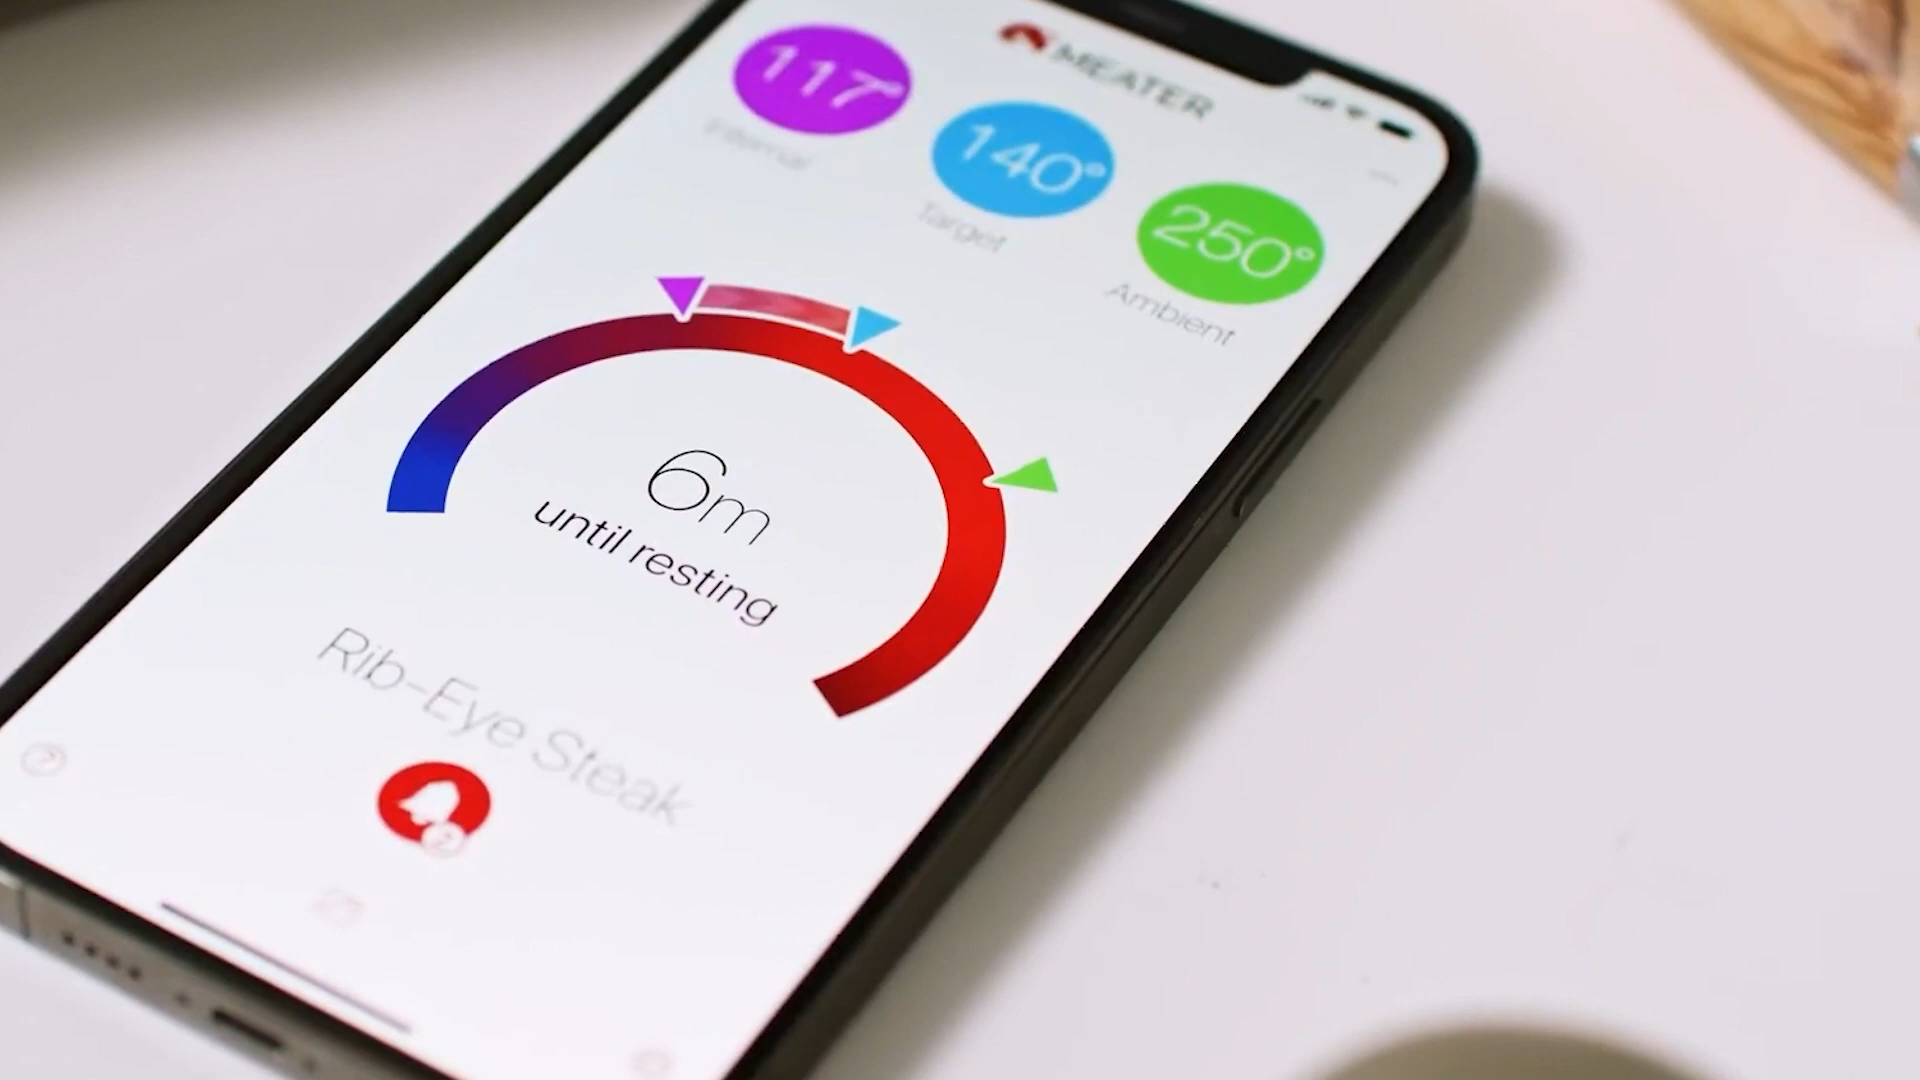 MEATER
117°
Internal
140°
Target
250°
Ambient
6m
until resting
Rib-Eye Steak
?